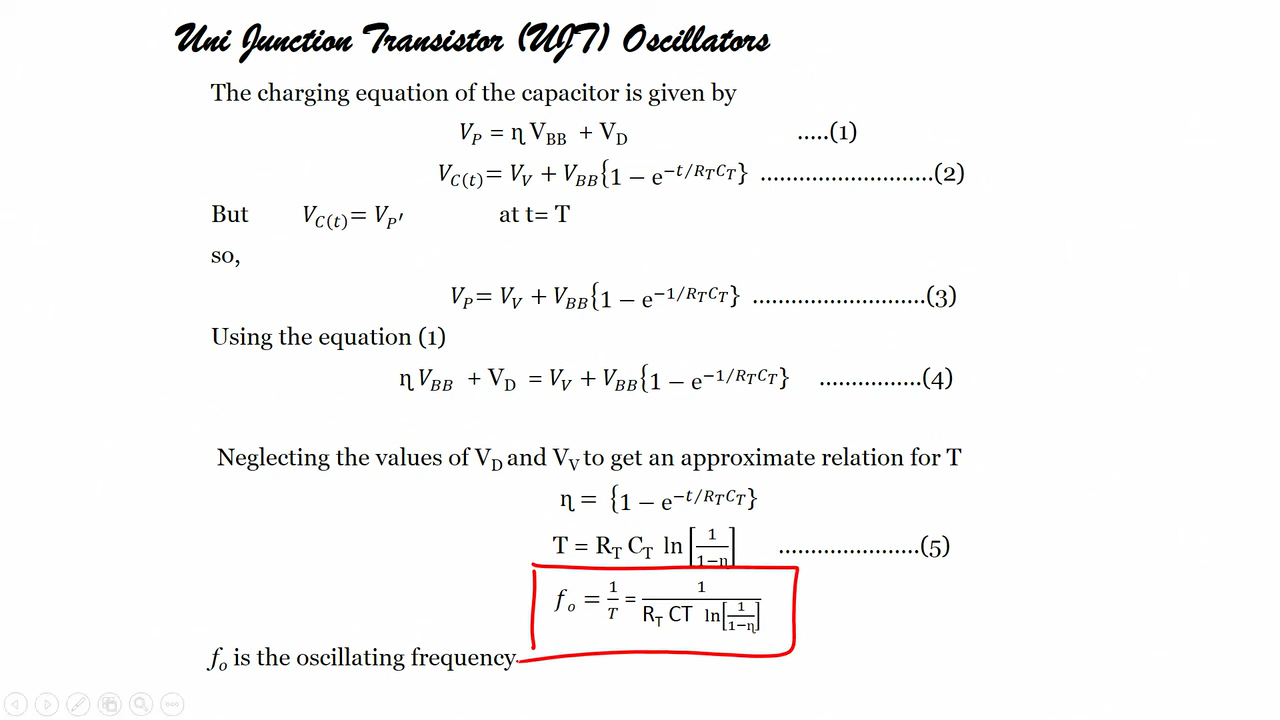 Uni Junction Transistor (UJT) Oscillators
The charging equation of the capacitor is given by
V_P = η V_BB + V_D .....(1)
V_C(t) = V_V + V_BB{1 − e^{−t/R_T C_T}} ...........................(2)
But V_C(t) = V_P′ at t= T
so,
V_P = V_V + V_BB{1 − e^{−1/R_T C_T}} ...........................(3)
Using the equation (1)
η V_BB + V_D = V_V + V_BB{1 − e^{−1/R_T C_T}} ................(4)
Neglecting the values of V_D and V_V to get an approximate relation for T
η = {1 − e^{−t/R_T C_T}}
T = R_T C_T ln[1/(1−η)] ......................(5)
f_o = 1/T = 1/(R_T CT ln[1/(1−η)])
f_o is the oscillating frequency.